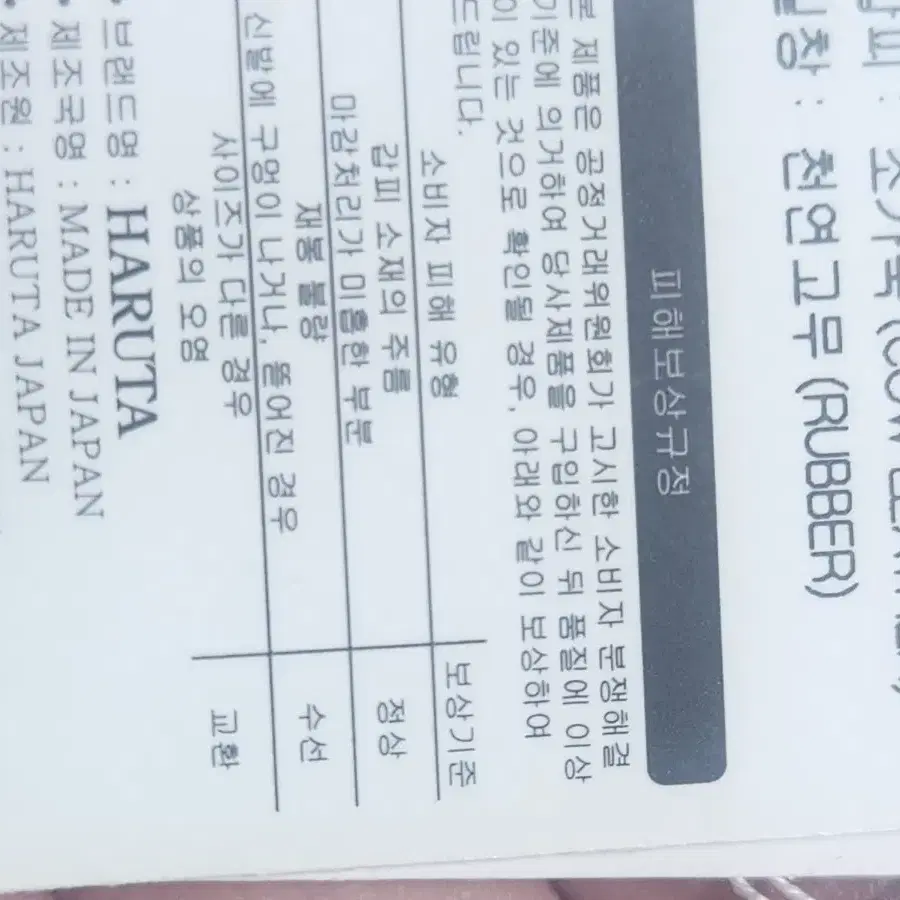 : 소가죽 (COW
창 : 천연고무 (RUBBER)
피해보상규정
본 제품은 공정거래위원회가 고시한 소비자 분쟁해결
기준에 의거하여 당사제품을 구입하신 뒤 품질에 이상
이 있는 것으로 확인될 경우, 아래와 같이 보상하여
드립니다.
소비자 피해 유형 보상기준
갑피 소재의 주름 정상
마감처리가 미흡한 부분
재봉 불량 수선
신발에 구멍이 나거나, 뜯어진 경우
사이즈가 다른 경우 교환
상품의 오염
• 브랜드명 : HARUTA
• 제조국명 : MADE IN JAPAN
• 제조원 : HARUTA JAPAN